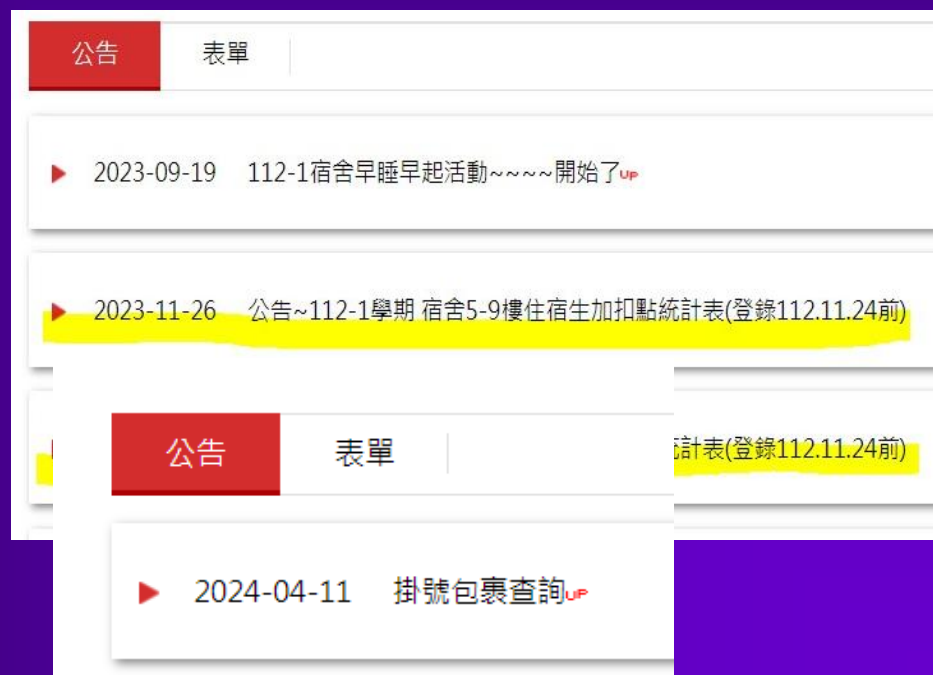 公告 表單
2023-09-19 112-1宿舍早睡早起活動~~~~開始了UP
2023-11-26 公告~112-1學期 宿舍5-9樓住宿生加扣點統計表(登錄112.11.24前)
計表(登錄112.11.24前)
公告 表單
2024-04-11 掛號包裹查詢UP